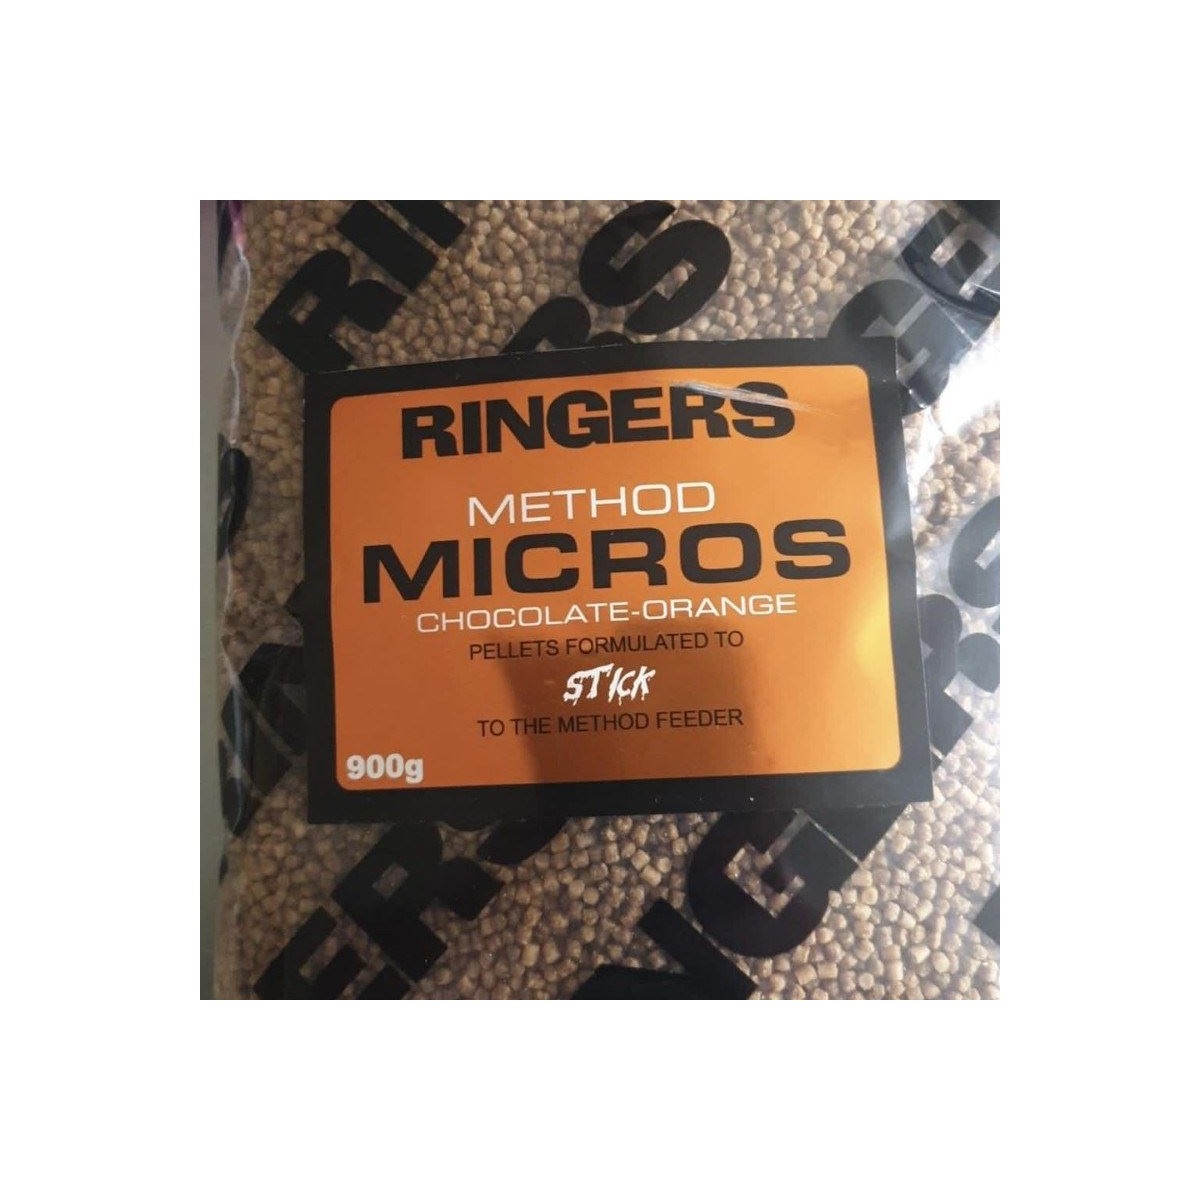 RINGERS
METHOD
MICROS
CHOCOLATE-ORANGE
PELLETS FORMULATED TO
STICK
TO THE METHOD FEEDER
900g